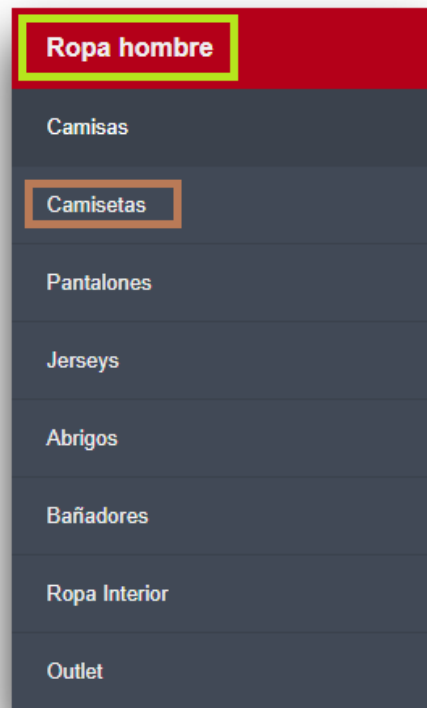 Ropa hombre
Camisas
Camisetas
Pantalones
Jerseys
Abrigos
Bañadores
Ropa Interior
Outlet